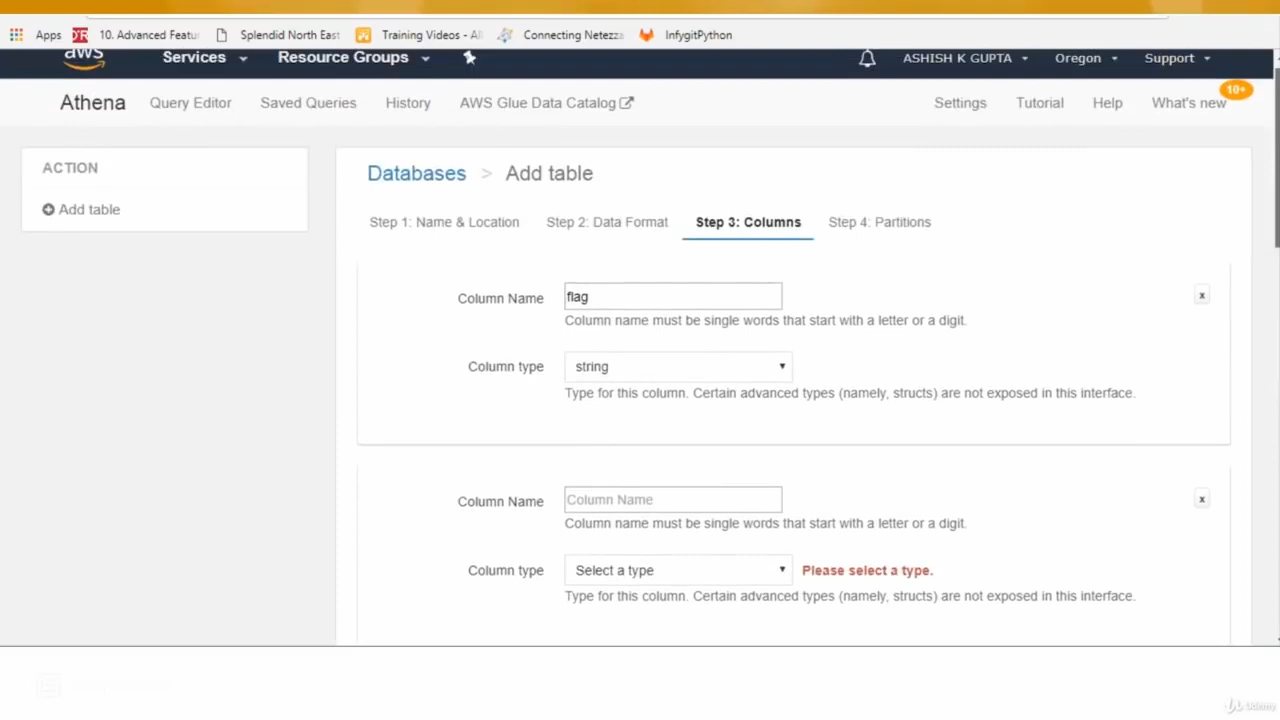 Apps 10. Advanced Featu Splendid North East Training Videos - Al Connecting Netezza InfygitPython
aws Services Resource Groups ASHISH K GUPTA Oregon Support
10+
Athena Query Editor Saved Queries History AWS Glue Data Catalog Settings Tutorial Help What's new
ACTION
Add table
Databases > Add table
Step 1: Name & Location Step 2: Data Format Step 3: Columns Step 4: Partitions
Column Name flag x
Column name must be single words that start with a letter or a digit.
Column type string
Type for this column. Certain advanced types (namely, structs) are not exposed in this interface.
Column Name Column Name x
Column name must be single words that start with a letter or a digit.
Column type Select a type Please select a type.
Type for this column. Certain advanced types (namely, structs) are not exposed in this interface.
Udemy